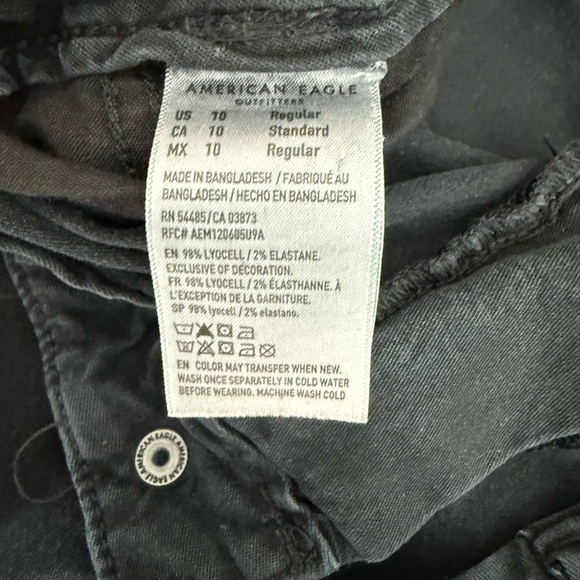 AMERICAN EAGLE
OUTFITTERS
US 10 Regular
CA 10 Standard
MX 10 Regular
MADE IN BANGLADESH / FABRIQUÉ AU
BANGLADESH / HECHO EN BANGLADESH
RN 54485/CA 03873
RFC# AEM120605U9A
EN 98% LYOCELL / 2% ELASTANE.
EXCLUSIVE OF DECORATION.
FR 98% LYOCELL / 2% ÉLASTHANNE. À
L'EXCEPTION DE LA GARNITURE.
SP 98% lyocell / 2% elastano.
EN COLOR MAY TRANSFER WHEN NEW.
WASH ONCE SEPARATELY IN COLD WATER
BEFORE WEARING. MACHINE WASH COLD
AMERICAN EAGLE AMERICAN EAGLE